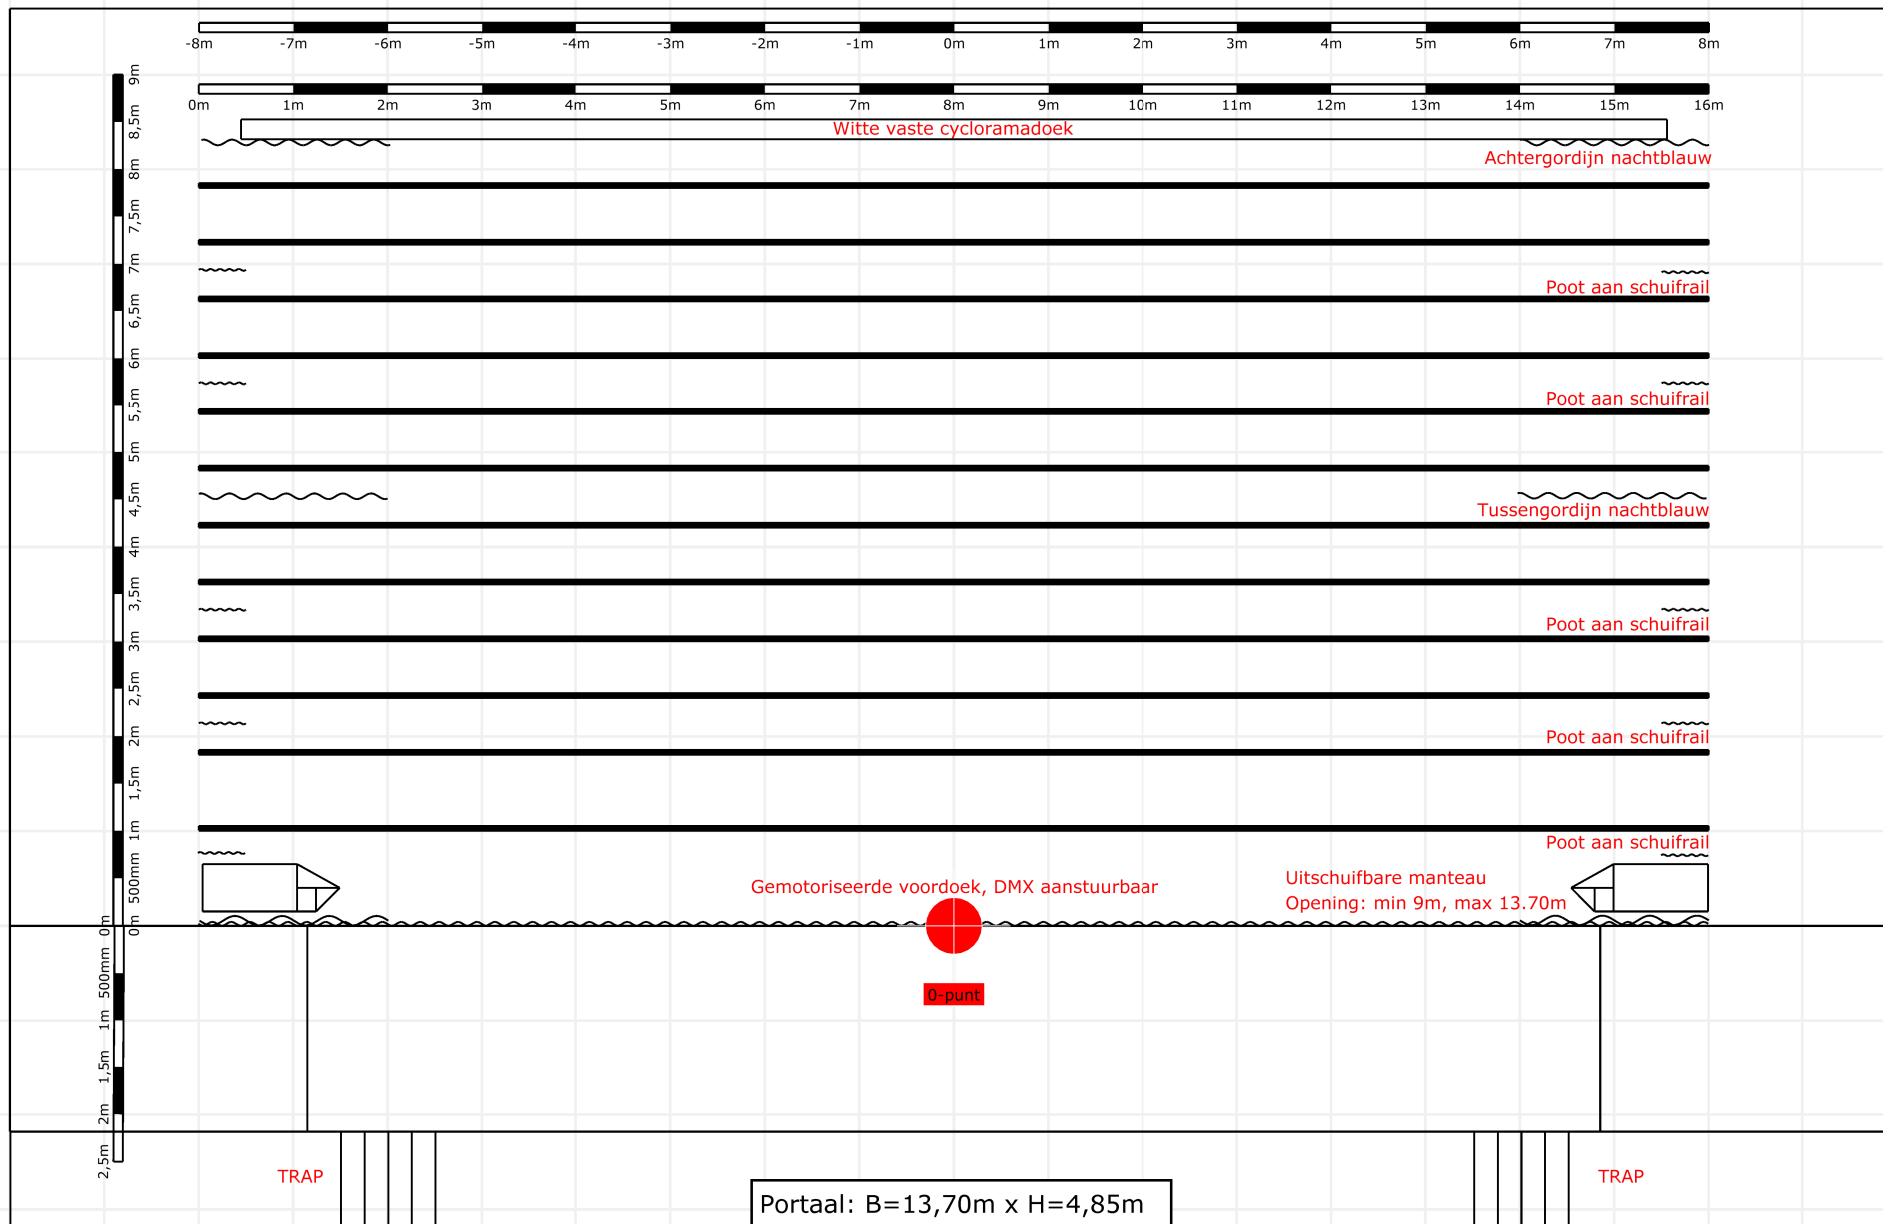 -8m -7m -6m -5m -4m -3m -2m -1m 0m 1m 2m 3m 4m 5m 6m 7m 8m
0m 1m 2m 3m 4m 5m 6m 7m 8m 9m 10m 11m 12m 13m 14m 15m 16m
9m
8,5m
Witte vaste cycloramadoek
Achtergordijn nachtblauw
8m
7,5m
7m
Poot aan schuifrail
6,5m
6m
5,5m
Poot aan schuifrail
5m
4,5m
Tussengordijn nachtblauw
4m
3,5m
Poot aan schuifrail
3m
2,5m
2m
Poot aan schuifrail
1,5m
1m
Poot aan schuifrail
500mm
Gemotoriseerde voordoek, DMX aanstuurbaar
Uitschuifbare manteau
Opening: min 9m, max 13.70m
0m 0m
500mm
0-punt
1m
1,5m
2m
2,5m
TRAP
TRAP
Portaal: B=13,70m x H=4,85m